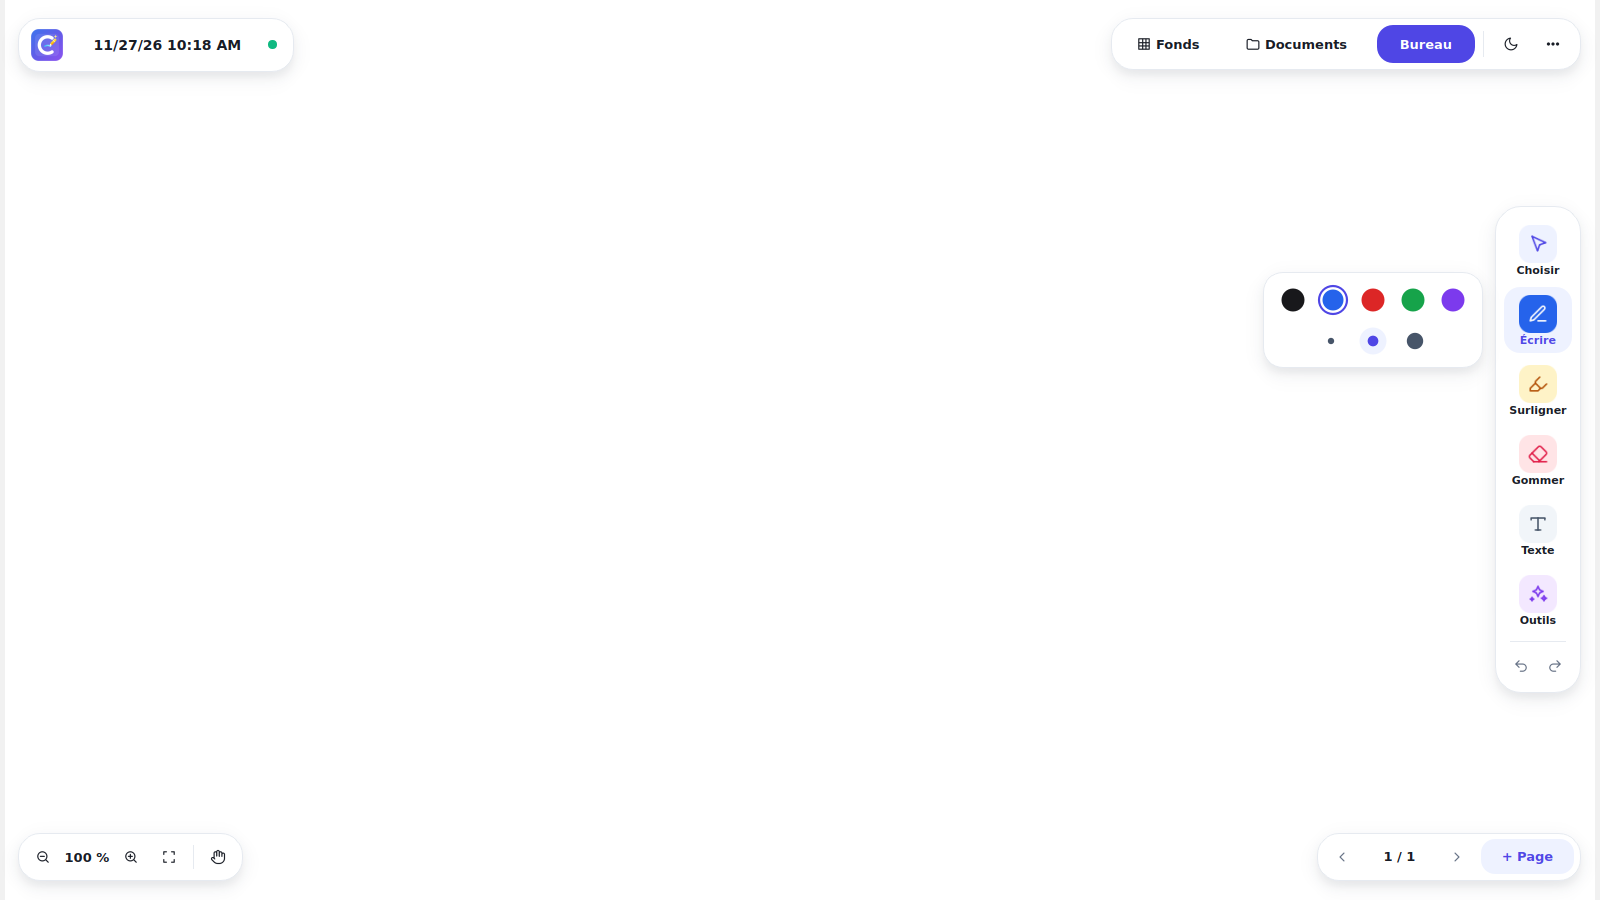 11/27/26 10:18 AM
Fonds
Documents
Bureau
Choisir
Écrire
Surligner
Gommer
Texte
Outils
100 %
1 / 1
+ Page